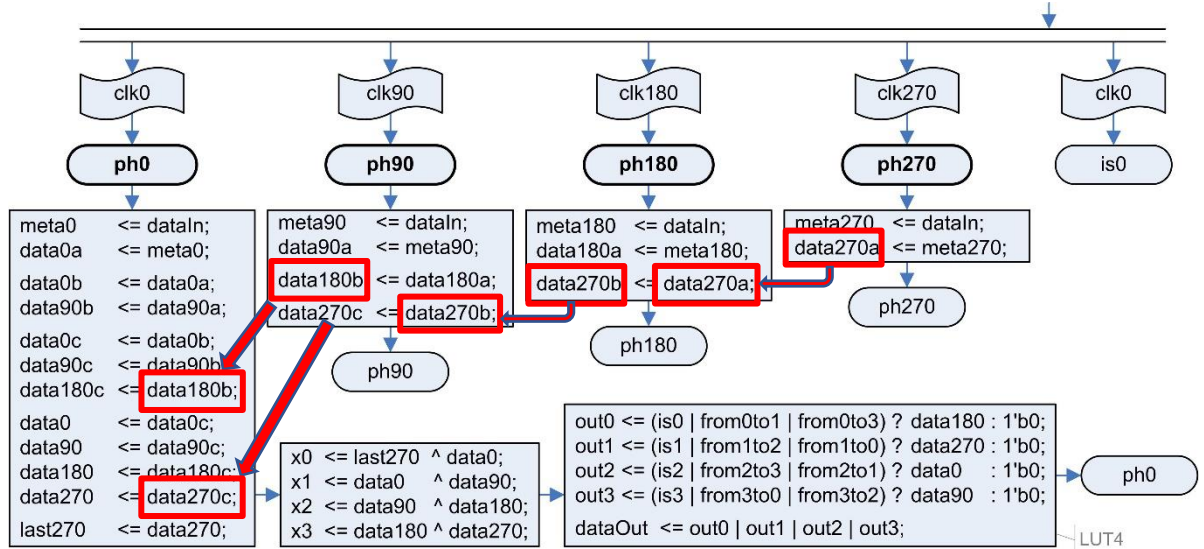 clk0
clk90
clk180
clk270
clk0
ph0
ph90
ph180
ph270
is0
meta0 <= dataIn;
data0a <= meta0;
data0b <= data0a;
data90b <= data90a;
data0c <= data0b;
data90c <= data90b
data180c <= data180b;
data0 <= data0c;
data90 <= data90c;
data180 <= data180c;
data270 <= data270c;
last270 <= data270;
meta90 <= dataIn;
data90a <= meta90;
data180b <= data180a;
data270c <= data270b;
ph90
meta180 <= dataIn;
data180a <= meta180;
data270b <= data270a;
ph180
meta270 <= dataIn;
data270a <= meta270;
ph270
x0 <= last270 ^ data0;
x1 <= data0 ^ data90;
x2 <= data90 ^ data180;
x3 <= data180 ^ data270;
out0 <= (is0 | from0to1 | from0to3) ? data180 : 1'b0;
out1 <= (is1 | from1to2 | from1to0) ? data270 : 1'b0;
out2 <= (is2 | from2to3 | from2to1) ? data0 : 1'b0;
out3 <= (is3 | from3to0 | from3to2) ? data90 : 1'b0;
dataOut <= out0 | out1 | out2 | out3;
ph0
LUT4